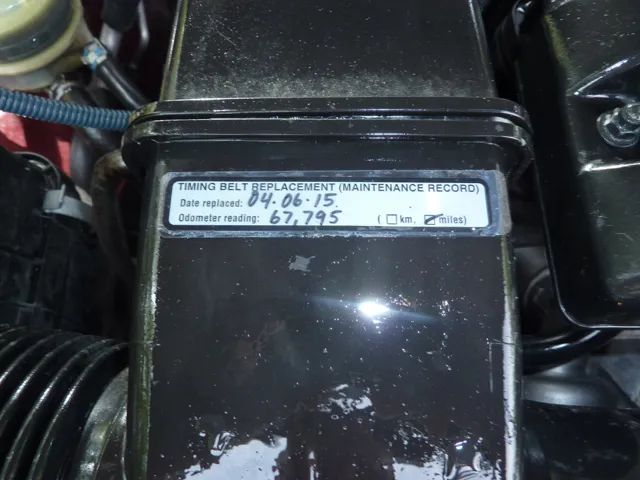 TIMING BELT REPLACEMENT (MAINTENANCE RECORD)
Date replaced: 04.06.15.
Odometer reading: 67,795 ( ☐ km, ☑ miles)